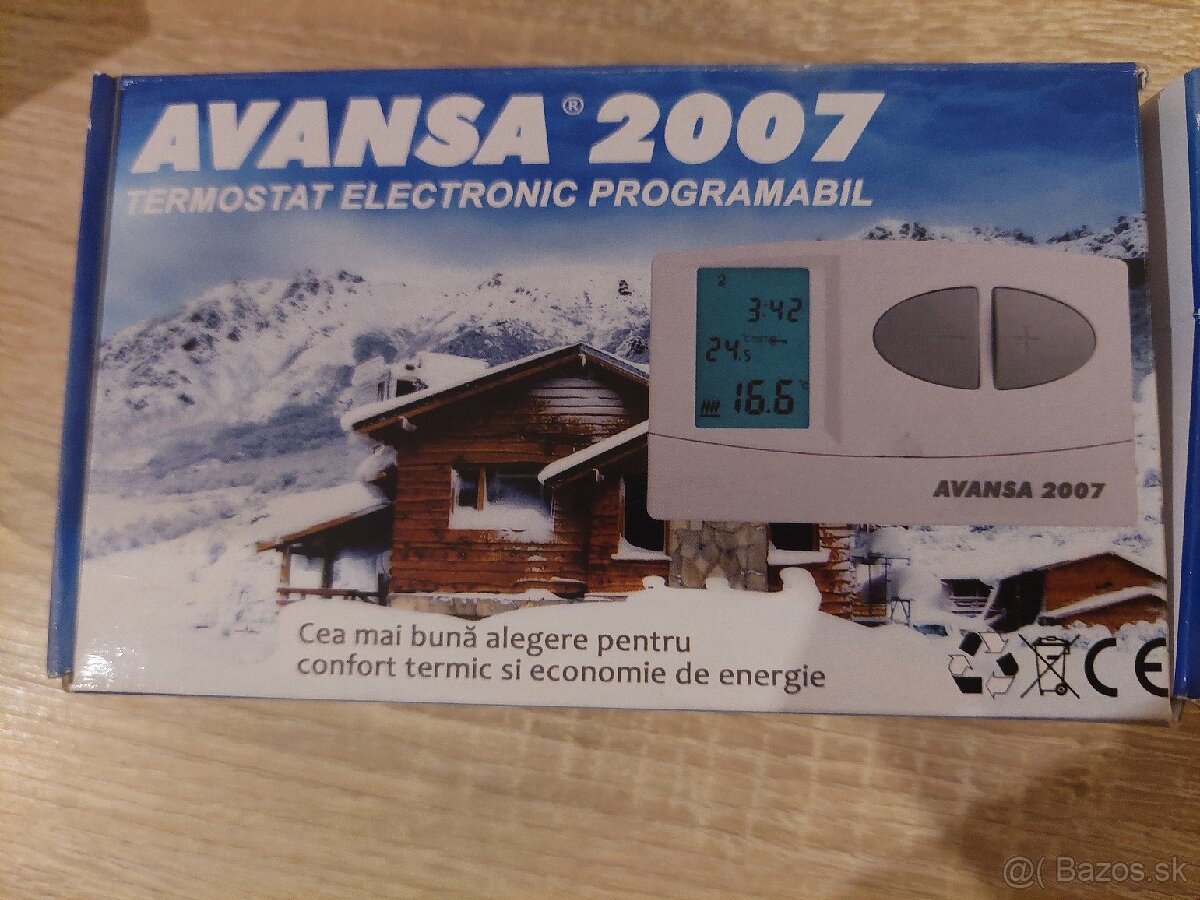 AVANSA® 2007
TERMOSTAT ELECTRONIC PROGRAMABIL
2
3:42
24.5
16.6 °C
AVANSA 2007
Cea mai bună alegere pentru
confort termic si economie de energie
CE
@( Bazos.sk